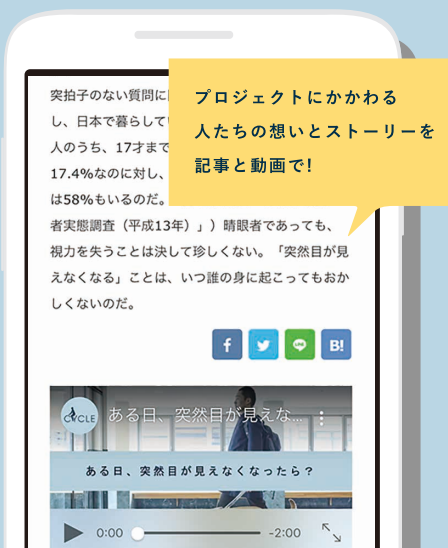 プロジェクトにかかわる
人たちの想いとストーリーを
記事と動画で!
突拍子のない質問に
し、日本で暮らして
人のうち、17才まで
17.4%なのに対し、
は58%もいるのだ。
者実態調査（平成13年）」）晴眼者であっても、
視力を失うことは決して珍しくない。「突然目が見
えなくなる」ことは、いつ誰の身に起こってもおか
しくないのだ。
f
B!
CYCLE
ある日、突然目が見えな...
ある日、突然目が見えなくなったら？
0:00
-2:00